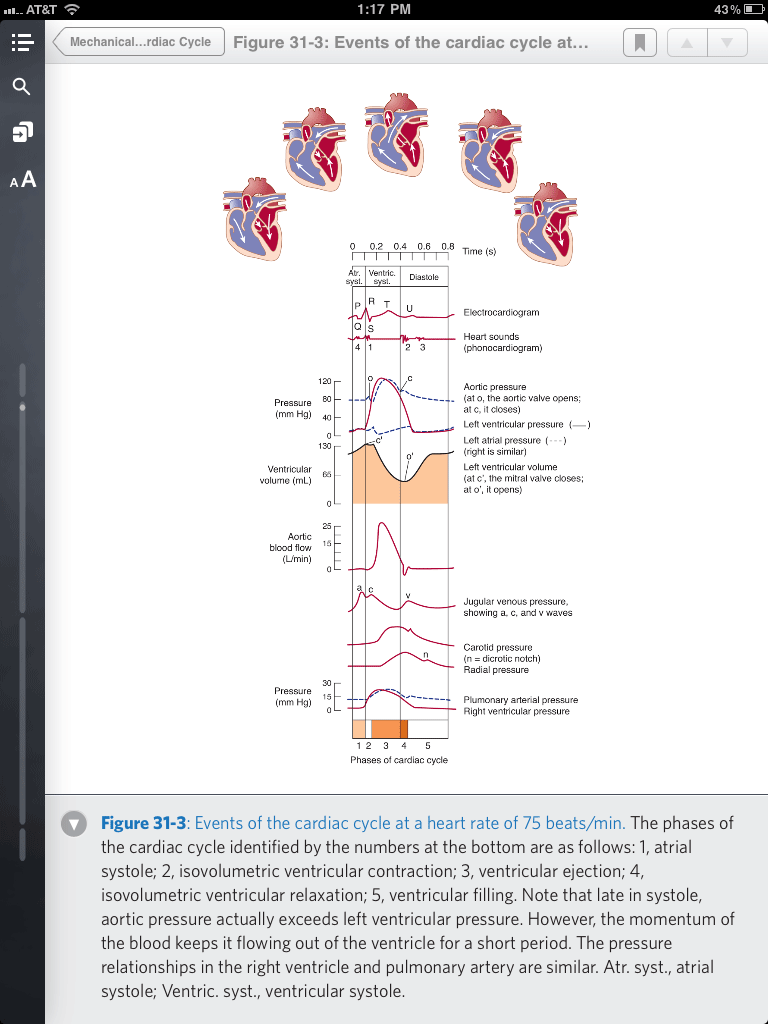 AT&T 1:17 PM 43%
Mechanical...rdiac Cycle Figure 31-3: Events of the cardiac cycle at...
AA
0 0.2 0.4 0.6 0.8 Time (s)
Atr. syst. Ventric. syst. Diastole
P R T U Electrocardiogram
Q S
Heart sounds
(phonocardiogram)
4 1 2 3
120
80
40
0
Pressure
(mm Hg)
o c
Aortic pressure
(at o, the aortic valve opens;
at c, it closes)
Left ventricular pressure (—)
Left atrial pressure (---)
(right is similar)
130
65
0
Ventricular
volume (mL)
c' o'
Left ventricular volume
(at c', the mitral valve closes;
at o', it opens)
25
15
0
Aortic
blood flow
(L/min)
a c v
Jugular venous pressure,
showing a, c, and v waves
n
Carotid pressure
(n = dicrotic notch)
Radial pressure
30
15
0
Pressure
(mm Hg)
Plumonary arterial pressure
Right ventricular pressure
1 2 3 4 5
Phases of cardiac cycle
Figure 31-3: Events of the cardiac cycle at a heart rate of 75 beats/min. The phases of
the cardiac cycle identified by the numbers at the bottom are as follows: 1, atrial
systole; 2, isovolumetric ventricular contraction; 3, ventricular ejection; 4,
isovolumetric ventricular relaxation; 5, ventricular filling. Note that late in systole,
aortic pressure actually exceeds left ventricular pressure. However, the momentum of
the blood keeps it flowing out of the ventricle for a short period. The pressure
relationships in the right ventricle and pulmonary artery are similar. Atr. syst., atrial
systole; Ventric. syst., ventricular systole.